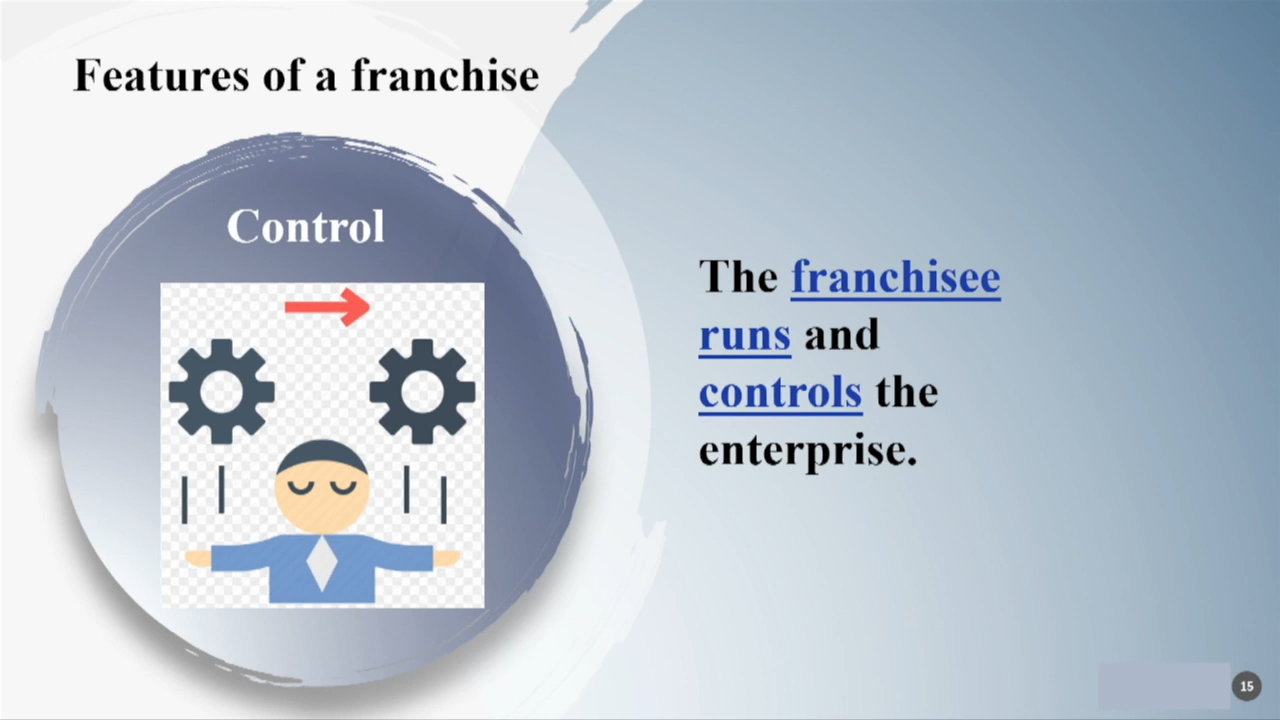 Features of a franchise
Control
The franchisee
runs and
controls the
enterprise.
15